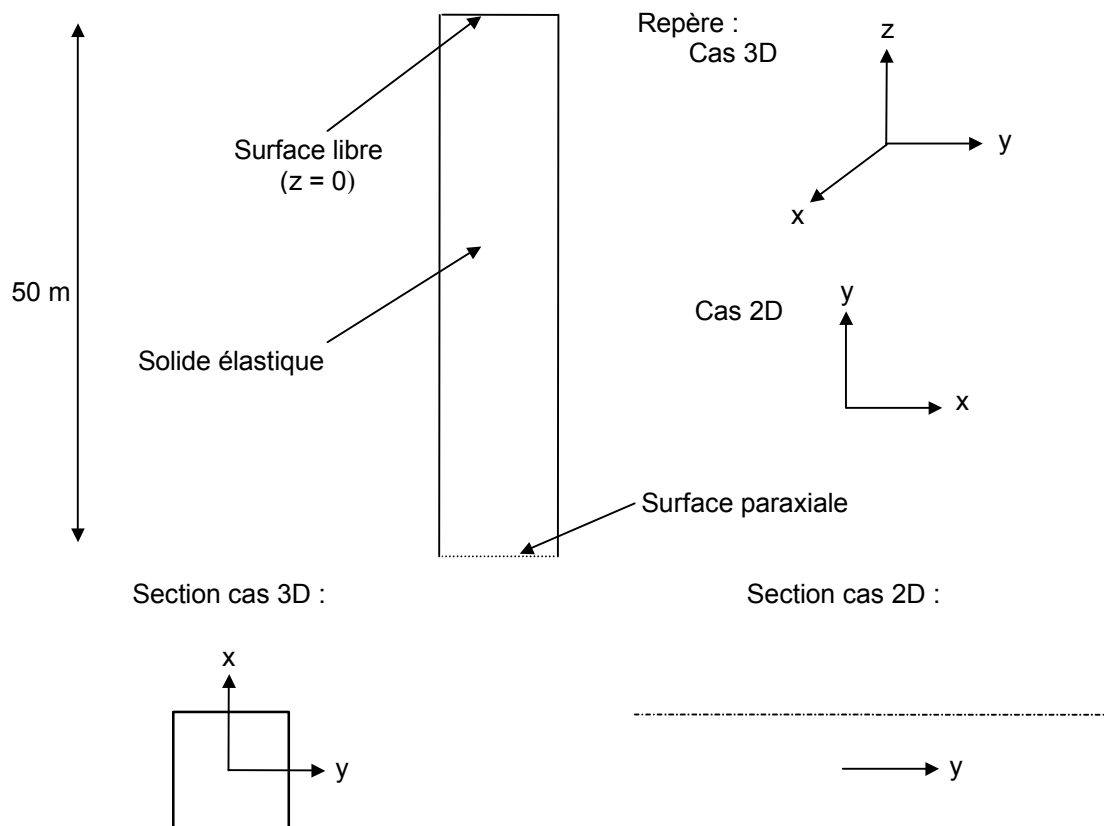 Repère :
Cas 3D
z
y
x
Surface libre
(z = 0)
50 m
Cas 2D
y
x
Solide élastique
Surface paraxiale
Section cas 3D :
Section cas 2D :
x
y
y